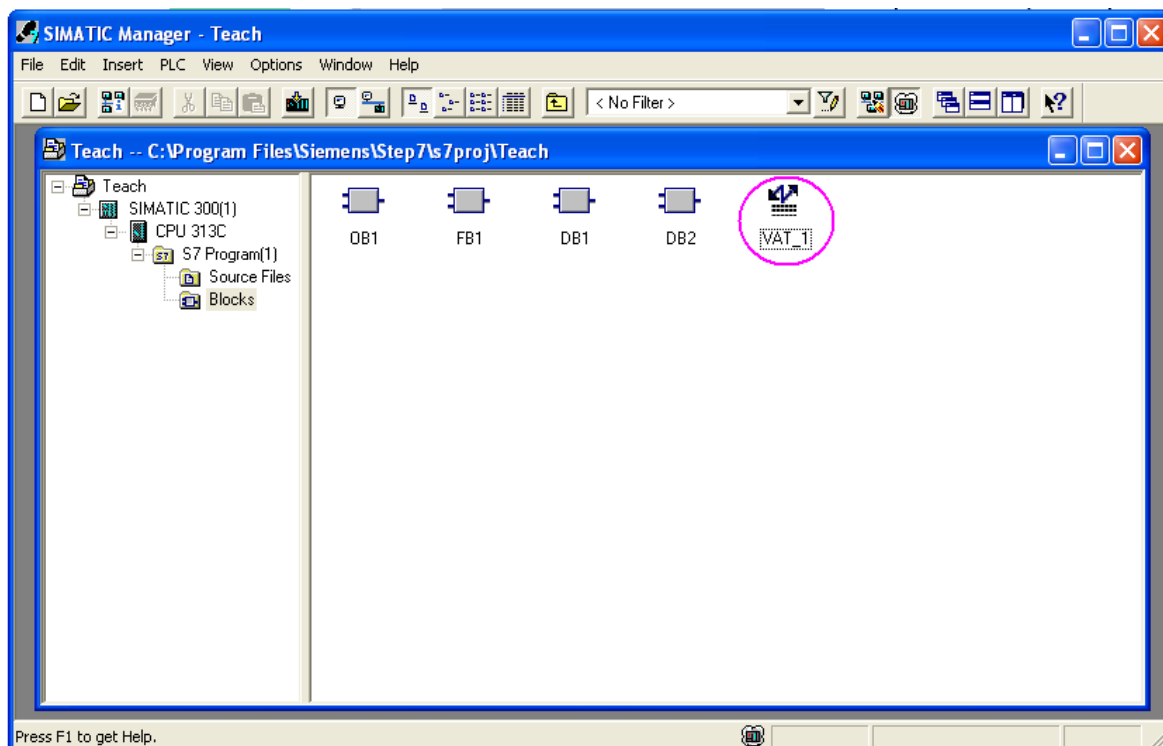 SIMATIC Manager - Teach
File Edit Insert PLC View Options Window Help
< No Filter >
Teach -- C:\Program Files\Siemens\Step7\s7proj\Teach
Teach
SIMATIC 300(1)
CPU 313C
S7 Program(1)
Source Files
Blocks
OB1 FB1 DB1 DB2 VAT_1
Press F1 to get Help.